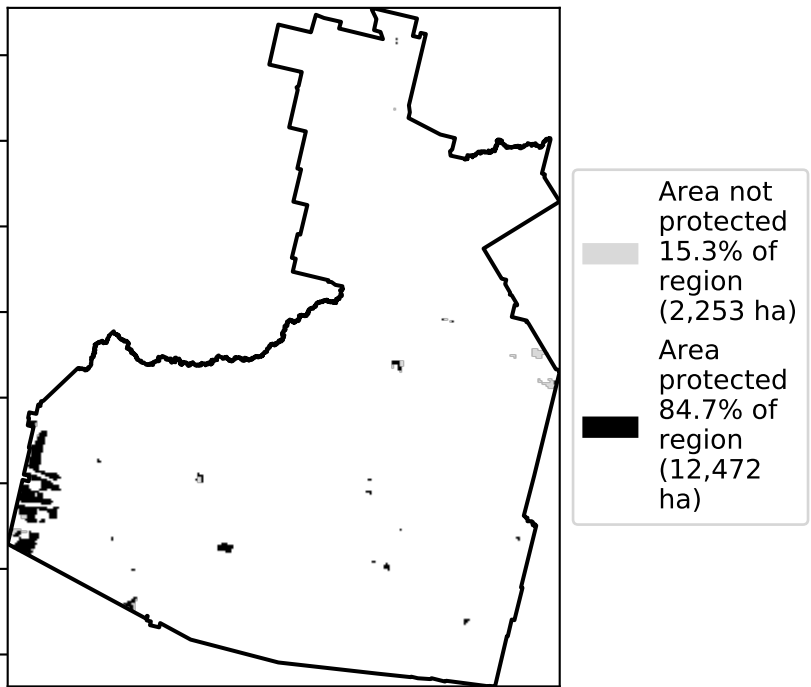 Area not
protected
15.3% of
region
(2,253 ha)
Area
protected
84.7% of
region
(12,472
ha)